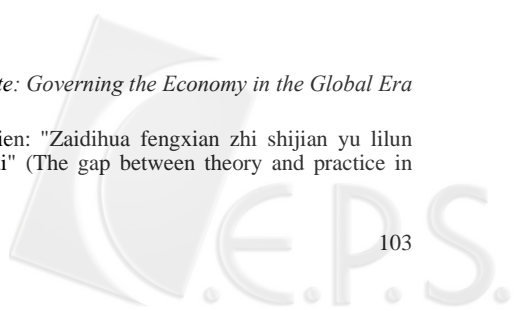 te: Governing the Economy in the Global Era
ien: "Zaidihua fengxian zhi shijian yu lilun
i" (The gap between theory and practice in
103
C.E.P.S.